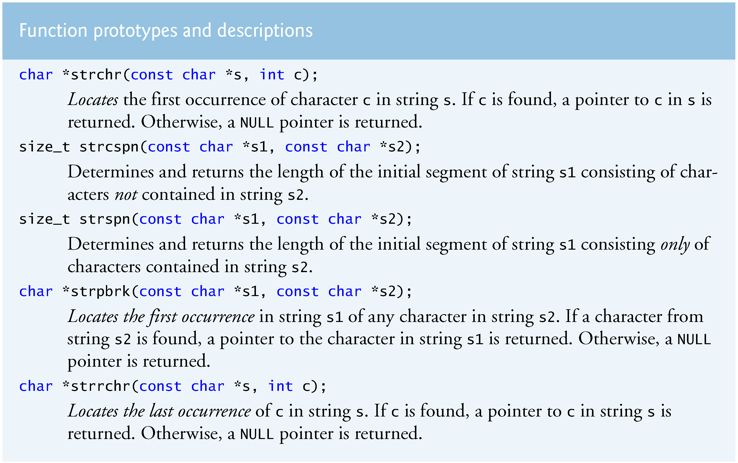 Function prototypes and descriptions
char *strchr(const char *s, int c);
Locates the first occurrence of character c in string s. If c is found, a pointer to c in s is
returned. Otherwise, a NULL pointer is returned.
size_t strcspn(const char *s1, const char *s2);
Determines and returns the length of the initial segment of string s1 consisting of char-
acters not contained in string s2.
size_t strspn(const char *s1, const char *s2);
Determines and returns the length of the initial segment of string s1 consisting only of
characters contained in string s2.
char *strpbrk(const char *s1, const char *s2);
Locates the first occurrence in string s1 of any character in string s2. If a character from
string s2 is found, a pointer to the character in string s1 is returned. Otherwise, a NULL
pointer is returned.
char *strrchr(const char *s, int c);
Locates the last occurrence of c in string s. If c is found, a pointer to c in string s is
returned. Otherwise, a NULL pointer is returned.